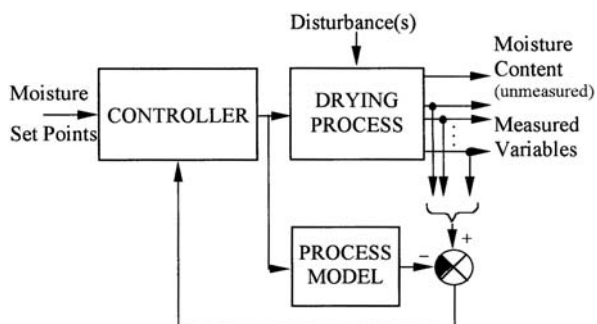 Disturbance(s)
Moisture
Content
(unmeasured)
Moisture
Set Points
CONTROLLER
DRYING
PROCESS
Measured
Variables
+
−
PROCESS
MODEL